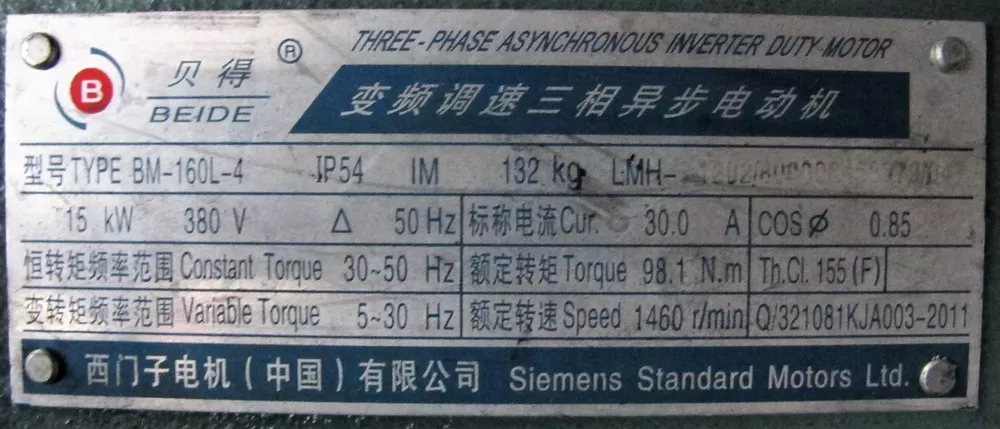 THREE-PHASE ASYNCHRONOUS INVERTER DUTY MOTOR
B 贝得 ®
BEIDE
变频调速三相异步电动机
型号TYPE BM-160L-4 IP54 IM 132 kg LMH-
15 kW 380 V Δ 50 Hz 标称电流Cur. 30.0 A COS Ø 0.85
恒转矩频率范围 Constant Torque 30~50 Hz 额定转矩Torque 98.1 N.m Th.Cl. 155 (F)
变转矩频率范围 Variable Torque 5~30 Hz 额定转速Speed 1460 r/min Q/321081KJA003-2011
西门子电机(中国)有限公司 Siemens Standard Motors Ltd.